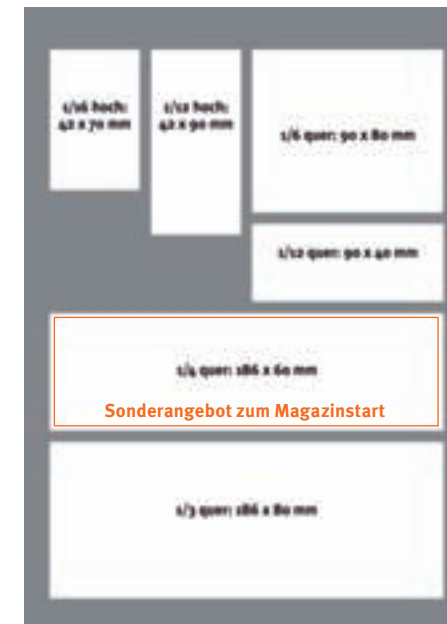 1/16 hoch:
42 x 70 mm
1/12 hoch:
42 x 90 mm
1/6 quer: 90 x 80 mm
1/12 quer: 90 x 40 mm
1/4 quer: 186 x 60 mm
Sonderangebot zum Magazinstart
1/3 quer: 186 x 80 mm